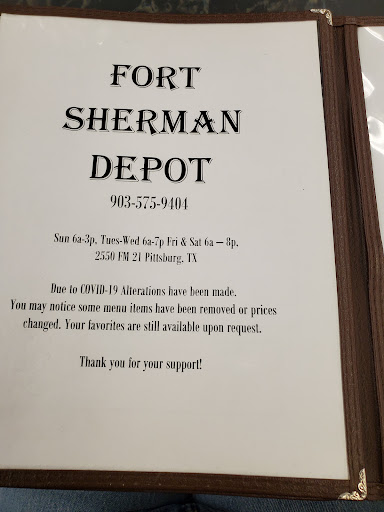 FORT
SHERMAN
DEPOT
903-575-9404
Sun 6a-3p, Tues-Wed 6a-7p Fri & Sat 6a – 8p,
2550 FM 21 Pittsburg, TX
Due to COVID-19 Alterations have been made.
You may notice some menu items have been removed or prices
changed. Your favorites are still available upon request.
Thank you for your support!